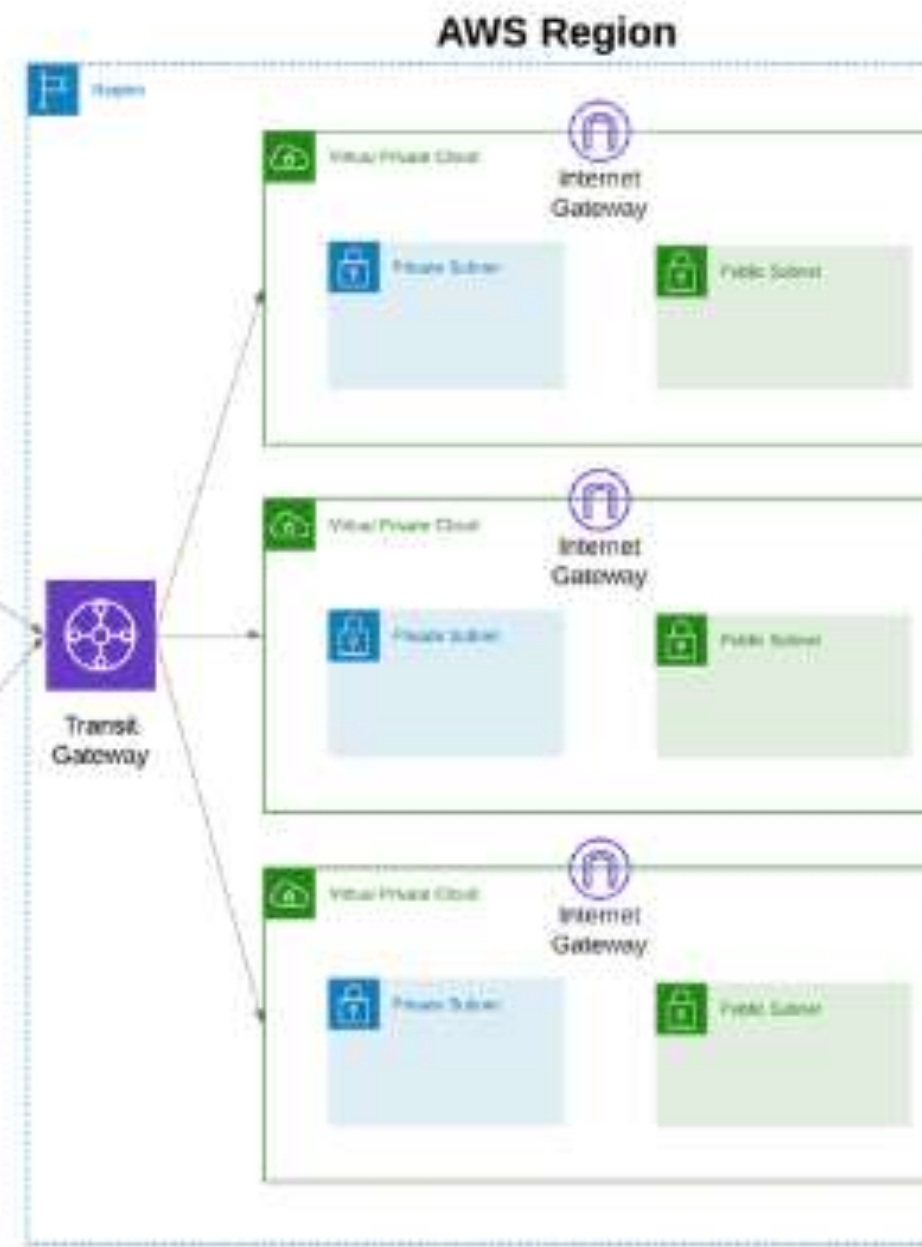 AWS Region
Region
Virtual Private Cloud
Internet
Gateway
Private Subnet
Public Subnet
Virtual Private Cloud
Internet
Gateway
Private Subnet
Public Subnet
Transit
Gateway
Virtual Private Cloud
Internet
Gateway
Private Subnet
Public Subnet